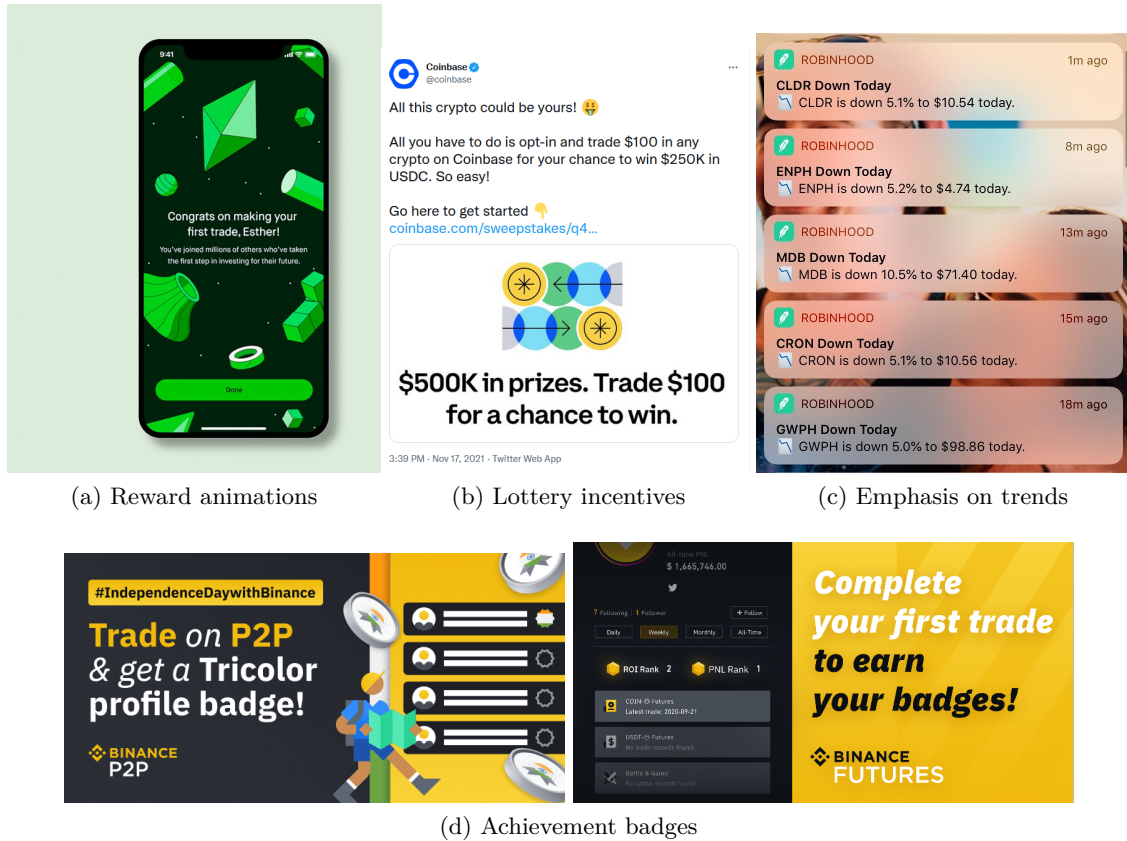 9:41
Congrats on making your
first trade, Esther!
You've joined millions of others who've taken
the first step in investing for their future.
Done
(a) Reward animations
Coinbase
@coinbase
All this crypto could be yours! 🤑
All you have to do is opt-in and trade $100 in any
crypto on Coinbase for your chance to win $250K in
USDC. So easy!
Go here to get started 👇
coinbase.com/sweepstakes/q4...
$500K in prizes. Trade $100
for a chance to win.
3:39 PM · Nov 17, 2021 · Twitter Web App
(b) Lottery incentives
ROBINHOOD 1m ago
CLDR Down Today
📉 CLDR is down 5.1% to $10.54 today.
ROBINHOOD 8m ago
ENPH Down Today
📉 ENPH is down 5.2% to $4.74 today.
ROBINHOOD 13m ago
MDB Down Today
📉 MDB is down 10.5% to $71.40 today.
ROBINHOOD 15m ago
CRON Down Today
📉 CRON is down 5.1% to $10.56 today.
ROBINHOOD 18m ago
GWPH Down Today
📉 GWPH is down 5.0% to $98.86 today.
(c) Emphasis on trends
#IndependenceDaywithBinance
Trade on P2P
& get a Tricolor
profile badge!
BINANCE
P2P
All-time PNL
$ 1,665,746.00
7 Following | 1 Follower + Follow
Daily Weekly Monthly All-Time
ROI Rank 2 PNL Rank 1
COIN-Ⓜ Futures
Latest trade: 2020-09-21
USDT-Ⓜ Futures
No trade records found.
Battle & Game
No battle records found.
Complete
your first trade
to earn
your badges!
BINANCE
FUTURES
(d) Achievement badges